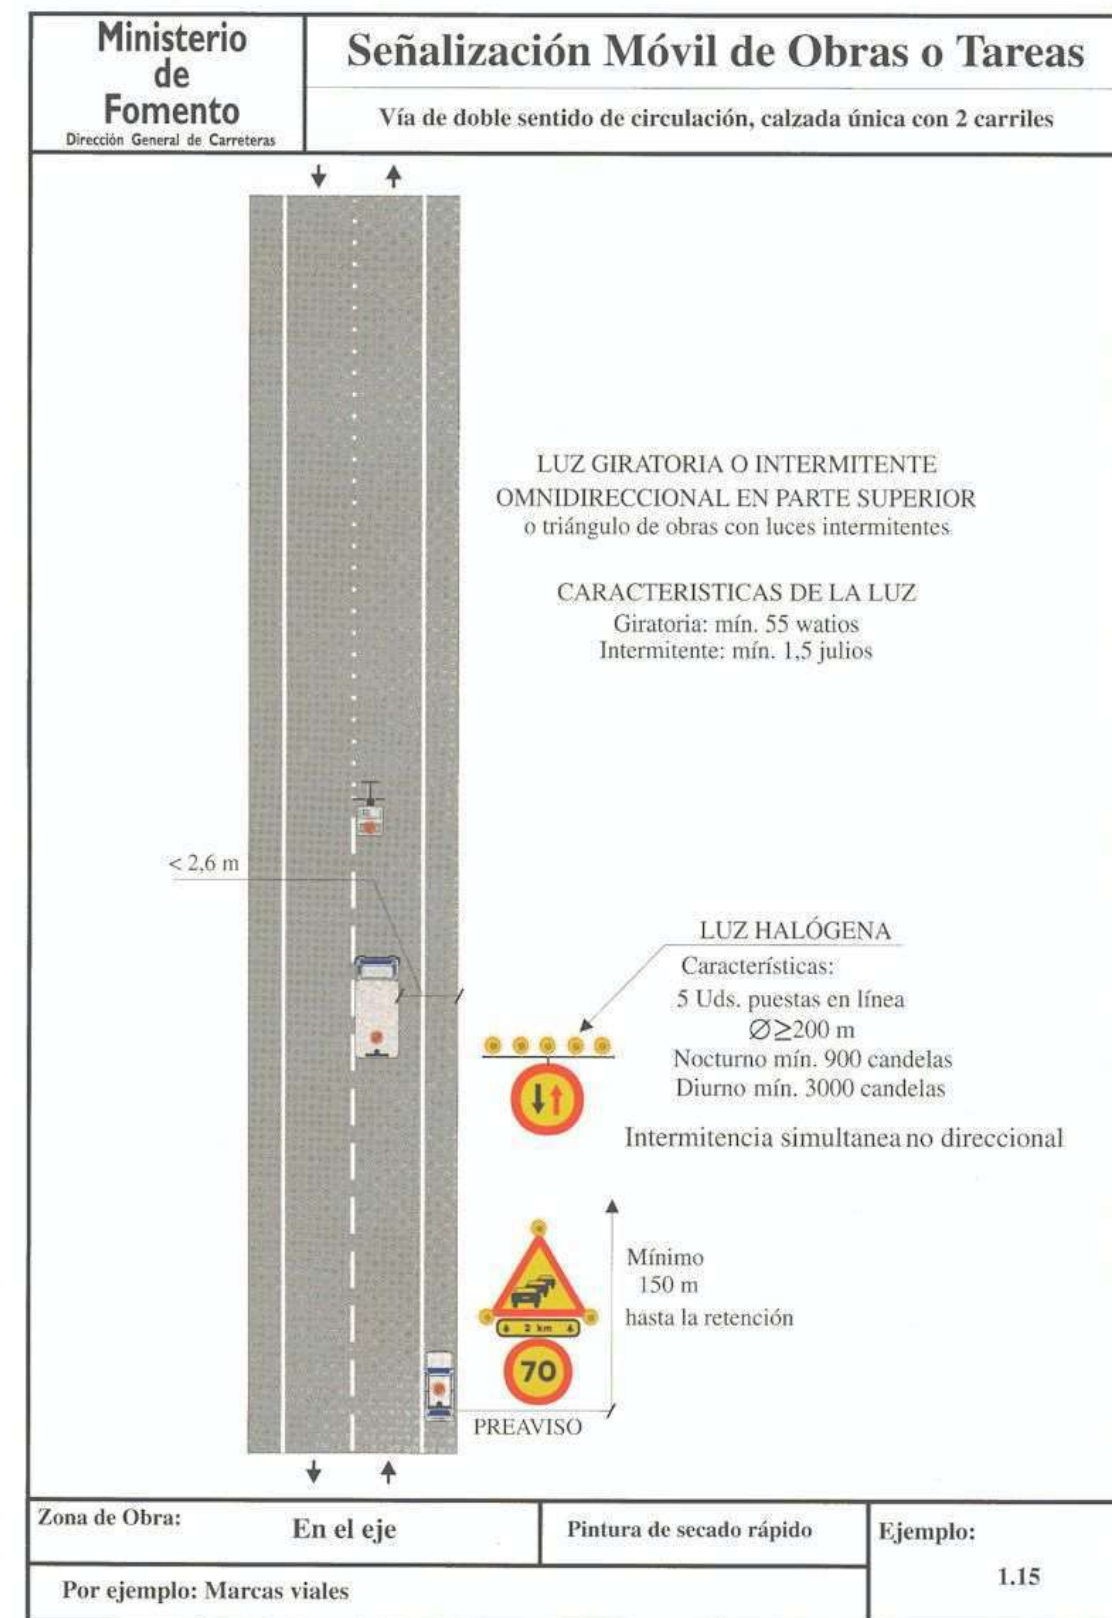 Ministerio
de
Fomento
Dirección General de Carreteras
Señalización Móvil de Obras o Tareas
Vía de doble sentido de circulación, calzada única con 2 carriles
LUZ GIRATORIA O INTERMITENTE
OMNIDIRECCIONAL EN PARTE SUPERIOR
o triángulo de obras con luces intermitentes
CARACTERISTICAS DE LA LUZ
Giratoria: mín. 55 watios
Intermitente: mín. 1,5 julios
< 2,6 m
LUZ HALÓGENA
Características:
5 Uds. puestas en línea
∅≥200 m
Nocturno mín. 900 candelas
Diurno mín. 3000 candelas
Intermitencia simultanea no direccional
Mínimo
150 m
hasta la retención
2 km
70
PREAVISO
Zona de Obra:
En el eje
Pintura de secado rápido
Ejemplo:
1.15
Por ejemplo: Marcas viales